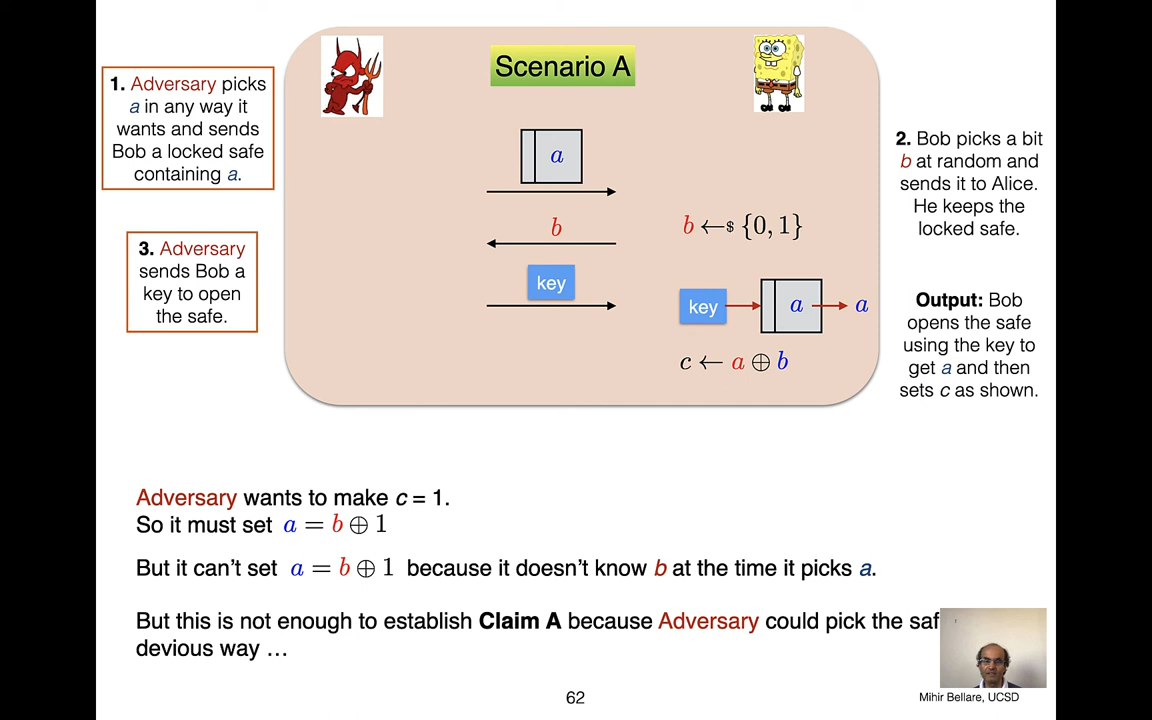 Scenario A
1. Adversary picks
a in any way it
wants and sends
Bob a locked safe
containing a.
a
2. Bob picks a bit
b at random and
sends it to Alice.
He keeps the
locked safe.
b
b ←$ {0, 1}
3. Adversary
sends Bob a
key to open
the safe.
key
key
a
a
c ← a ⊕ b
Output: Bob
opens the safe
using the key to
get a and then
sets c as shown.
Adversary wants to make c = 1.
So it must set a = b ⊕ 1
But it can't set a = b ⊕ 1 because it doesn't know b at the time it picks a.
But this is not enough to establish Claim A because Adversary could pick the saf
devious way …
62
Mihir Bellare, UCSD